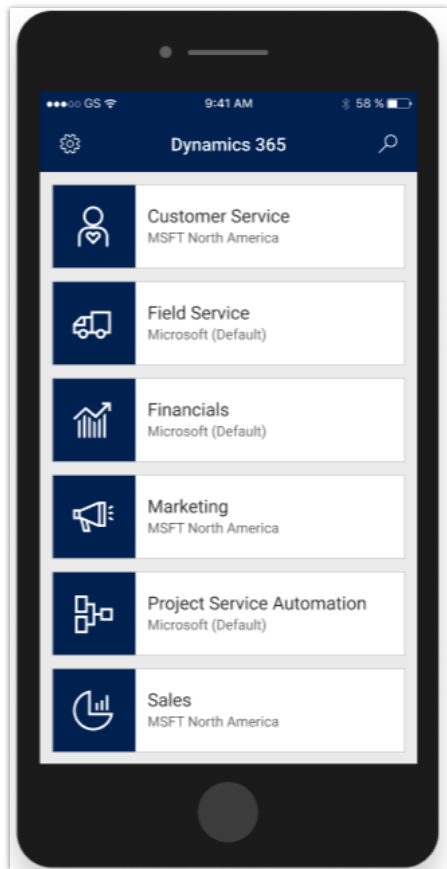 GS
9:41 AM
58 %
Dynamics 365
Customer Service
MSFT North America
Field Service
Microsoft (Default)
Financials
Microsoft (Default)
Marketing
MSFT North America
Project Service Automation
Microsoft (Default)
Sales
MSFT North America